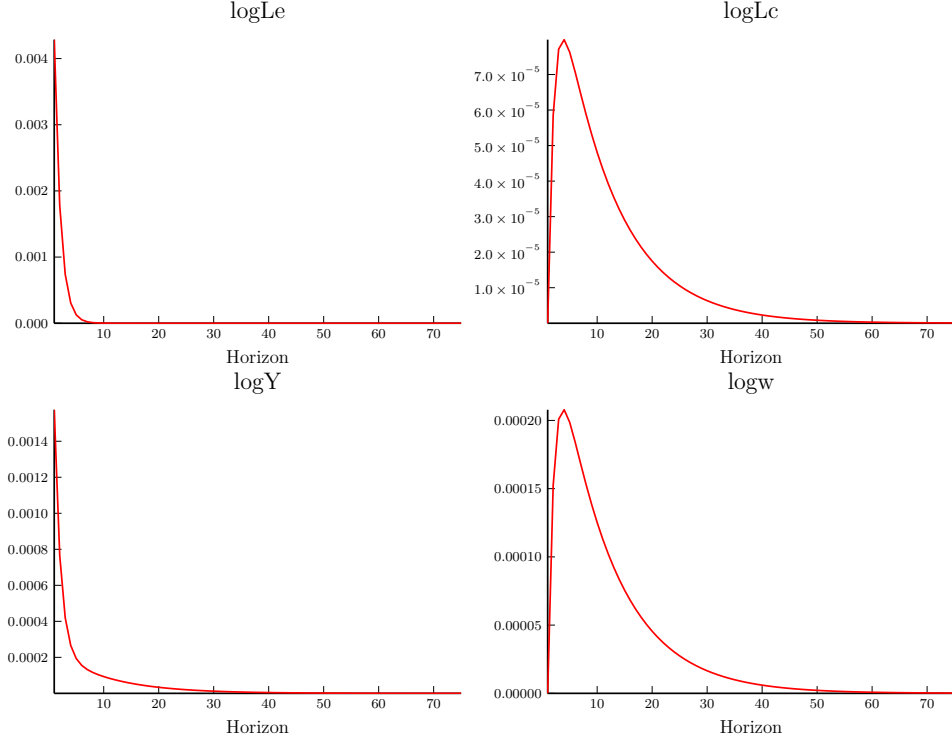 logLe
0.004
0.003
0.002
0.001
0.000
10 20 30 40 50 60 70
Horizon
logLc
7.0 × 10⁻⁵
6.0 × 10⁻⁵
5.0 × 10⁻⁵
4.0 × 10⁻⁵
3.0 × 10⁻⁵
2.0 × 10⁻⁵
1.0 × 10⁻⁵
10 20 30 40 50 60 70
Horizon
logY
0.0014
0.0012
0.0010
0.0008
0.0006
0.0004
0.0002
10 20 30 40 50 60 70
Horizon
logw
0.00020
0.00015
0.00010
0.00005
0.00000
10 20 30 40 50 60 70
Horizon